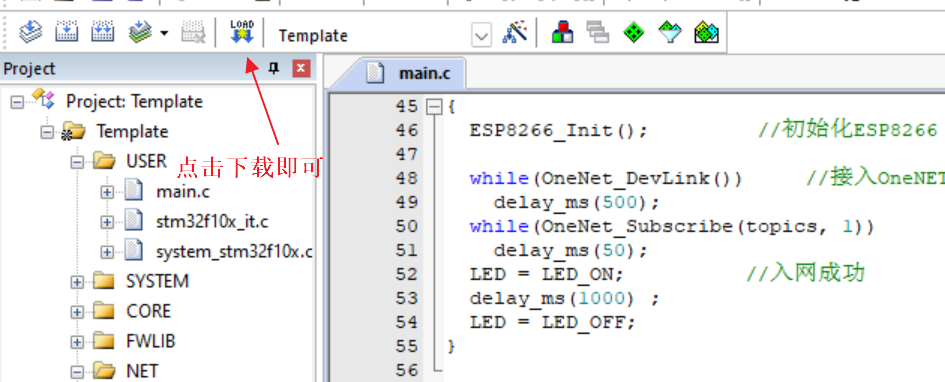 LOAD
Template
Project
main.c
Project: Template
Template
USER
点击下载即可
main.c
stm32f10x_it.c
system_stm32f10x.c
SYSTEM
CORE
FWLIB
NET
45 {
46 ESP8266_Init(); //初始化ESP8266
47
48 while(OneNet_DevLink()) //接入OneNET
49 delay_ms(500);
50 while(OneNet_Subscribe(topics, 1))
51 delay_ms(50);
52 LED = LED_ON; //入网成功
53 delay_ms(1000) ;
54 LED = LED_OFF;
55 }
56